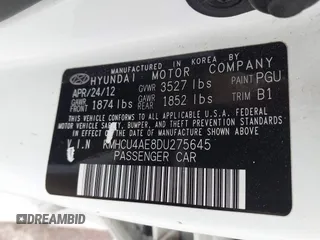 MANUFACTURED IN KOREA BY
HYUNDAI MOTOR COMPANY
APR/24/12 GVWR 3527 lbs PAINT PGU
GAWR FRONT 1874 lbs GAWR REAR 1852 lbs TRIM B1
THIS VEHICLE CONFORMS TO ALL APPLICABLE
FEDERAL MOTOR VEHICLE SAFETY BUMPER,
AND THEFT PREVENTION STANDARDS IN EFFECT
ON THE DATE OF MANUFACTURE SHOWN ABOVE.
V.I.N KMHCU4AE8DU275645
PASSENGER CAR
DREAMBID